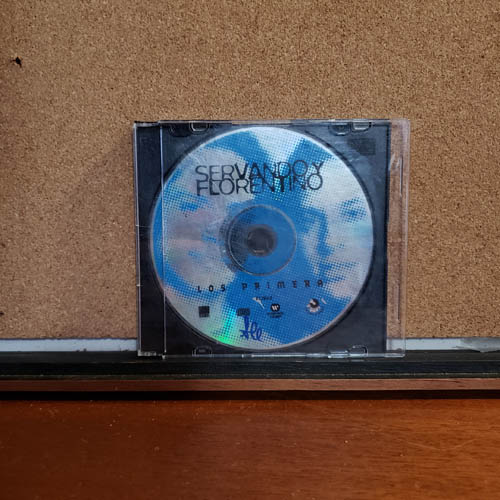 SERVANDO Y
FLORENTINO
LOS PRIMERA